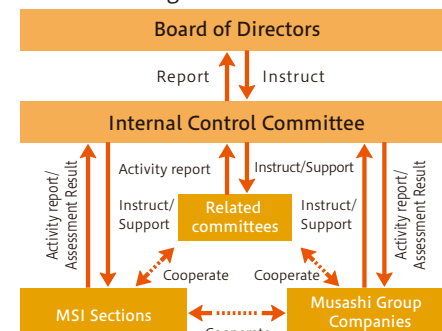 Board of Directors
Report
Instruct
Internal Control Committee
Activity report/
Assessment Result
Activity report
Instruct/Support
Instruct/
Support
Related
committees
Instruct/
Support
Activity report/
Assessment Result
Cooperate
Cooperate
MSI Sections
Musashi Group
Companies